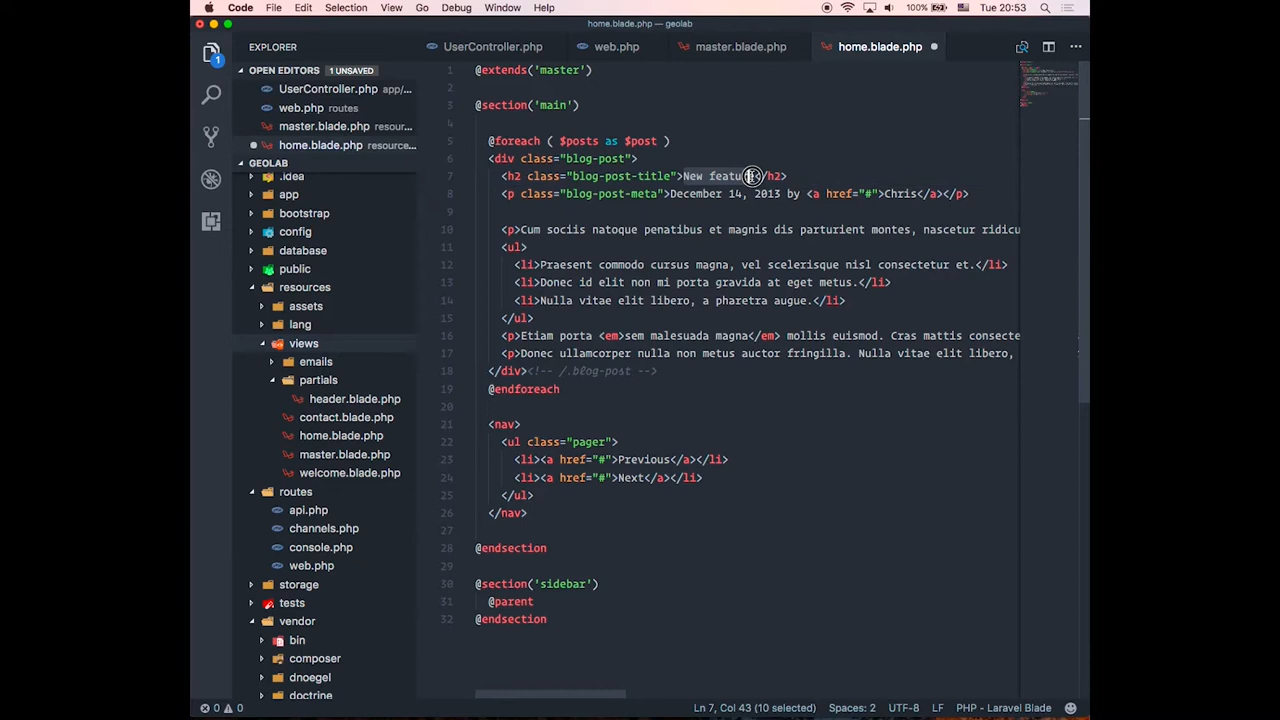 Code File Edit Selection View Go Debug Window Help 100% Tue 20:53
home.blade.php — geolab
EXPLORER
OPEN EDITORS 1 UNSAVED
UserController.php app/...
web.php routes
master.blade.php resour...
home.blade.php resource...
GEOLAB
.idea
app
bootstrap
config
database
public
resources
assets
lang
views
emails
partials
header.blade.php
contact.blade.php
home.blade.php
master.blade.php
welcome.blade.php
routes
api.php
channels.php
console.php
web.php
storage
tests
vendor
bin
composer
dnoegel
doctrine
1
UserController.php web.php master.blade.php home.blade.php
1 @extends('master')
2
3 @section('main')
4
5 @foreach ( $posts as $post )
6 <div class="blog-post">
7 <h2 class="blog-post-title">New featu</h2>
8 <p class="blog-post-meta">December 14, 2013 by <a href="#">Chris</a></p>
9
10 <p>Cum sociis natoque penatibus et magnis dis parturient montes, nascetur ridicu
11 <ul>
12 <li>Praesent commodo cursus magna, vel scelerisque nisl consectetur et.</li>
13 <li>Donec id elit non mi porta gravida at eget metus.</li>
14 <li>Nulla vitae elit libero, a pharetra augue.</li>
15 </ul>
16 <p>Etiam porta <em>sem malesuada magna</em> mollis euismod. Cras mattis consecte
17 <p>Donec ullamcorper nulla non metus auctor fringilla. Nulla vitae elit libero,
18 </div><!-- /.blog-post -->
19 @endforeach
20
21 <nav>
22 <ul class="pager">
23 <li><a href="#">Previous</a></li>
24 <li><a href="#">Next</a></li>
25 </ul>
26 </nav>
27
28 @endsection
29
30 @section('sidebar')
31 @parent
32 @endsection
0 0 Ln 7, Col 43 (10 selected) Spaces: 2 UTF-8 LF PHP - Laravel Blade